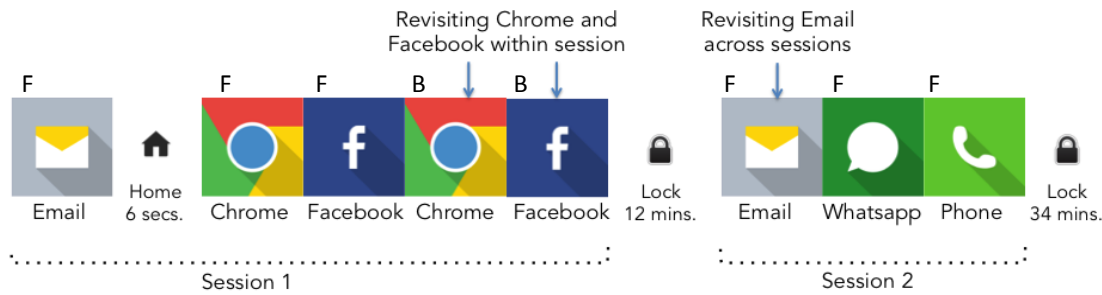 Revisiting Chrome and
Facebook within session
Revisiting Email
across sessions
F
F
F
B
B
F
F
F
Email
Home
6 secs.
Chrome
Facebook
Chrome
Facebook
Lock
12 mins.
Email
Whatsapp
Phone
Lock
34 mins.
Session 1
Session 2